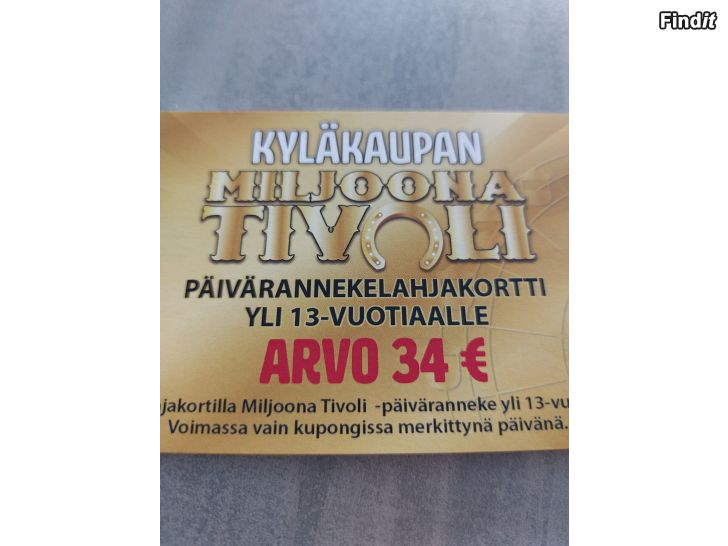 Findit
KYLÄKAUPAN
MILJOONA
TIVOLI
PÄIVÄRANNEKELAHJAKORTTI
YLI 13-VUOTIAALLE
ARVO 34 €
jakortilla Miljoona Tivoli -päiväranneke yli 13-vu
Voimassa vain kupongissa merkittynä päivänä.